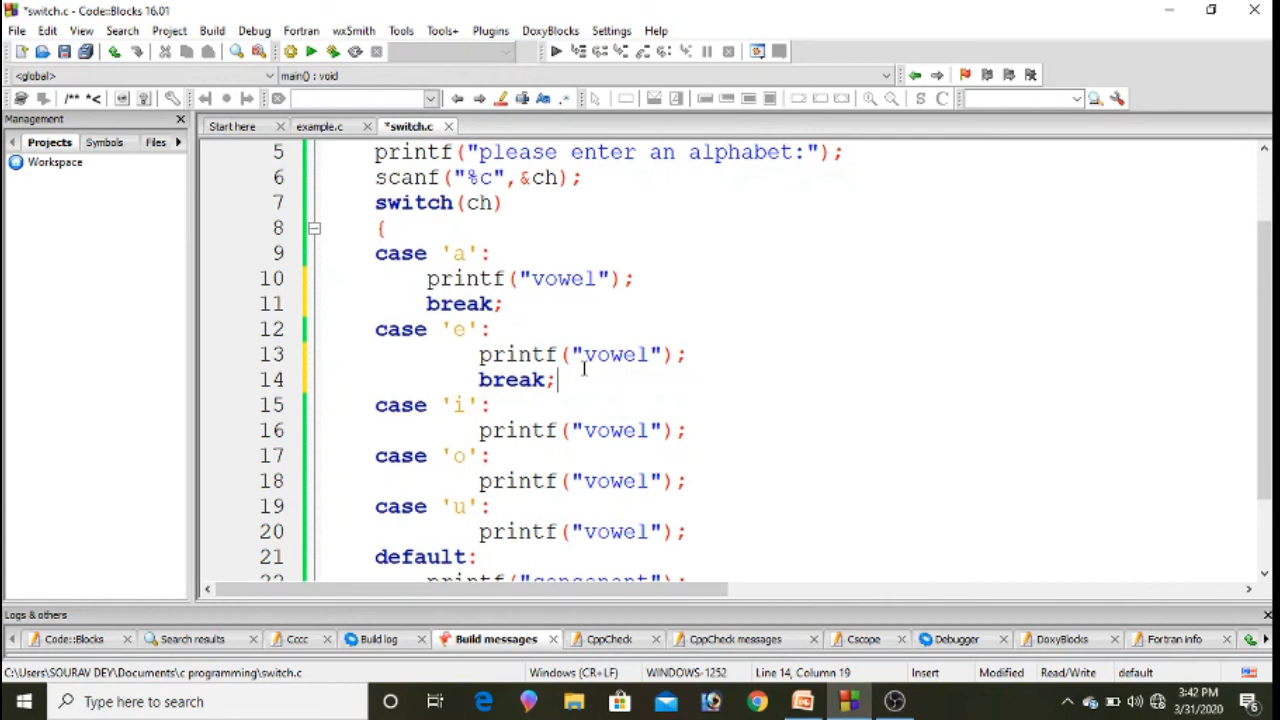 *switch.c - Code::Blocks 16.01
File Edit View Search Project Build Debug Fortran wxSmith Tools Tools+ Plugins DoxyBlocks Settings Help
<global> main() : void
/** *< Aa .* S C
Management
Projects Symbols Files
Workspace
Start here example.c *switch.c
5 printf("please enter an alphabet:");
6 scanf("%c",&ch);
7 switch(ch)
8 {
9 case 'a':
10 printf("vowel");
11 break;
12 case 'e':
13 printf("vowel");
14 break;
15 case 'i':
16 printf("vowel");
17 case 'o':
18 printf("vowel");
19 case 'u':
20 printf("vowel");
21 default:
Logs & others
Code::Blocks Search results Cccc Build log Build messages CppCheck CppCheck messages Cscope Debugger DoxyBlocks Fortran info
C:\Users\SOURAV DEY\Documents\c programming\switch.c Windows (CR+LF) WINDOWS-1252 Line 14, Column 19 Insert Modified Read/Write default
Type here to search
3:42 PM
3/31/2020
6